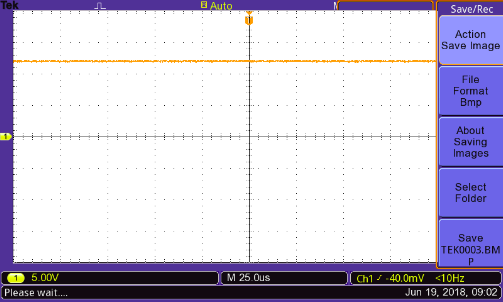 Tek
Auto
M
Save/Rec
Action
Save Image
File
Format
Bmp
About
Saving
Images
Select
Folder
Save
TEK0003.BM
P
1
1 5.00V
M 25.0us
Ch1 -40.0mV <10Hz
Please wait....
Jun 19, 2018, 09:02